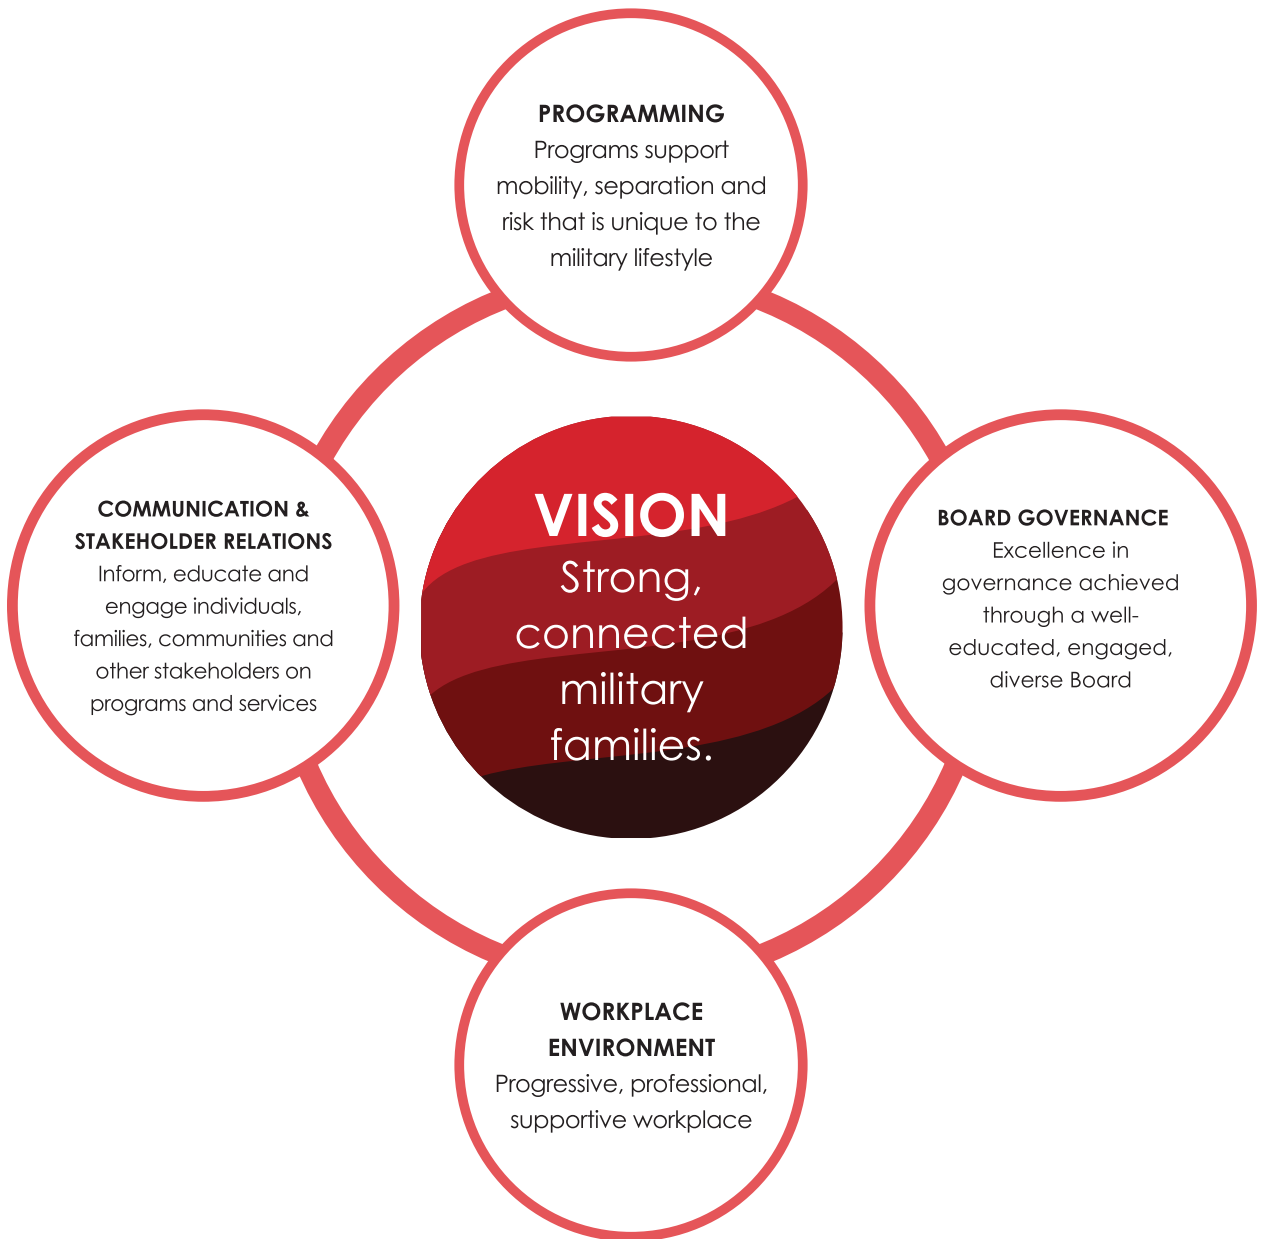 PROGRAMMING
Programs support
mobility, separation and
risk that is unique to the
military lifestyle
COMMUNICATION &
STAKEHOLDER RELATIONS
Inform, educate and
engage individuals,
families, communities and
other stakeholders on
programs and services
VISION
Strong,
connected
military
families.
BOARD GOVERNANCE
Excellence in
governance achieved
through a well-
educated, engaged,
diverse Board
WORKPLACE
ENVIRONMENT
Progressive, professional,
supportive workplace